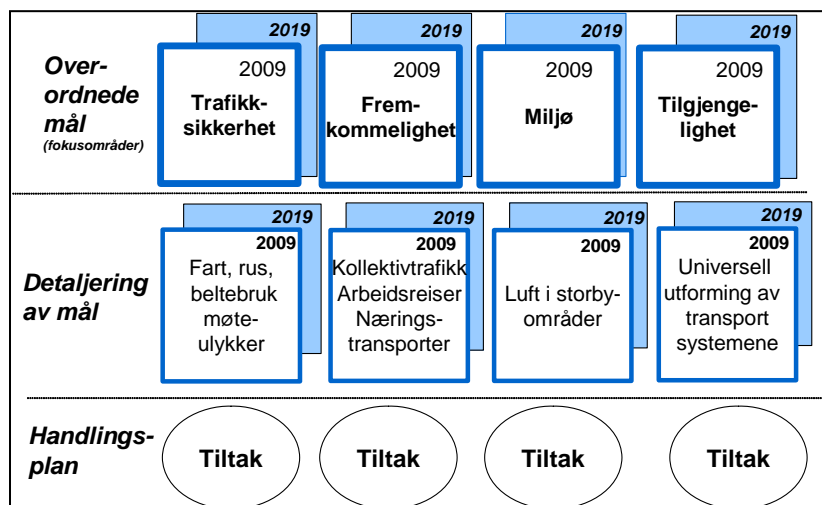 Over-
ordnede
mål
(fokusområder)
2019
2009
Trafikk-
sikkerhet
2019
2009
Frem-
kommelighet
2019
2009
Miljø
2019
2009
Tilgjenge-
lighet
Detaljering
av mål
2019
2009
Fart, rus,
beltebruk
møte-
ulykker
2019
2009
Kollektivtrafikk
Arbeidsreiser
Nærings-
transporter
2019
2009
Luft i storby-
områder
2019
2009
Universell
utforming av
transport
systemene
Handlings-
plan
Tiltak
Tiltak
Tiltak
Tiltak